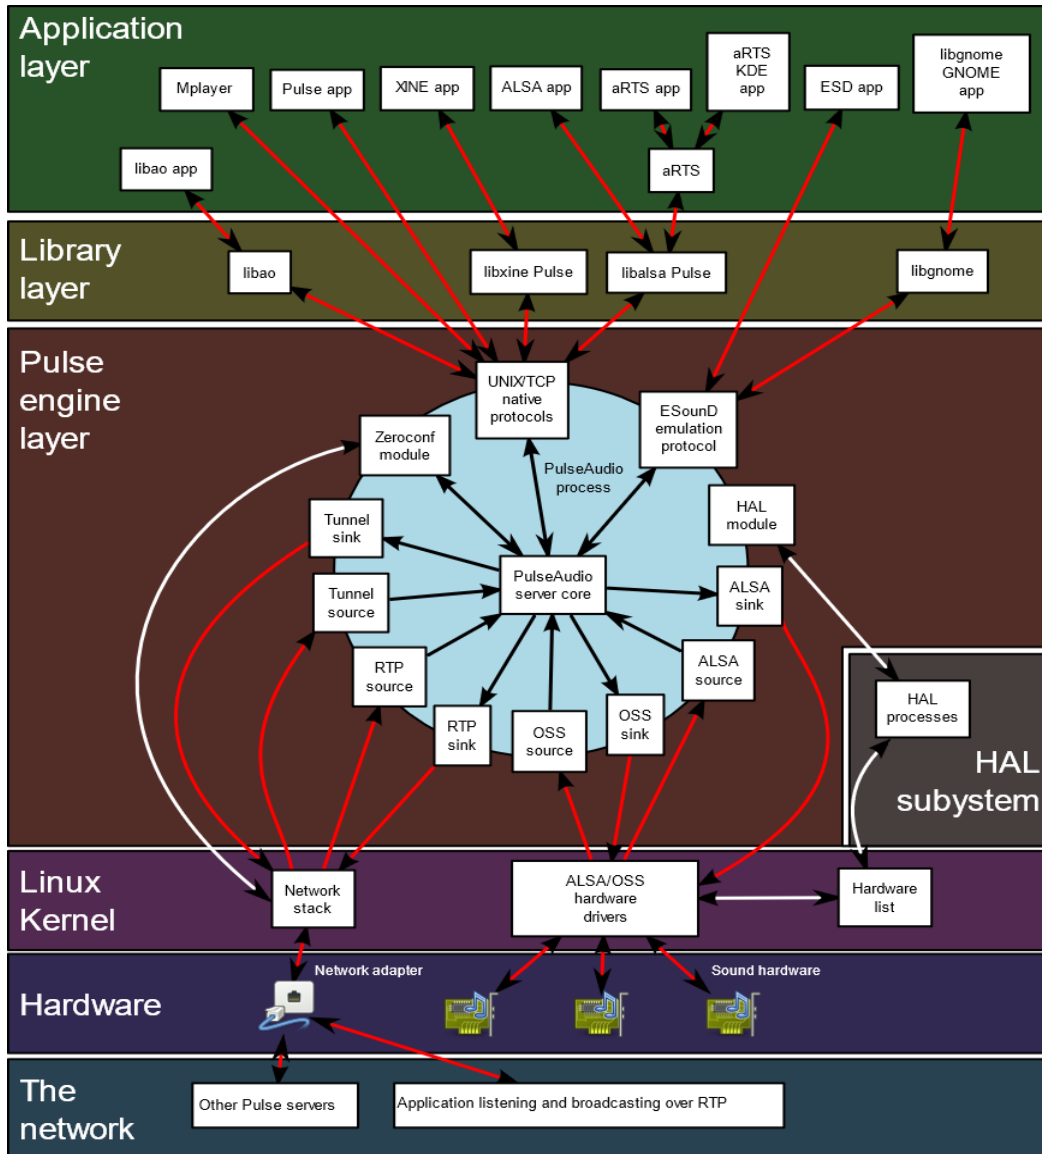 Application
layer
Mplayer
Pulse app
XINE app
ALSA app
aRTS app
aRTS
KDE
app
ESD app
libgnome
GNOME
app
libao app
aRTS
Library
layer
libao
libxine Pulse
libalsa Pulse
libgnome
Pulse
engine
layer
UNIX/TCP
native
protocols
ESounD
emulation
protocol
Zeroconf
module
PulseAudio
process
HAL
module
Tunnel
sink
PulseAudio
server core
ALSA
sink
Tunnel
source
RTP
source
ALSA
source
RTP
sink
OSS
source
OSS
sink
HAL
processes
HAL
subystem
Linux
Kernel
Network
stack
ALSA/OSS
hardware
drivers
Hardware
list
Hardware
Network adapter
Sound hardware
The
network
Other Pulse servers
Application listening and broadcasting over RTP